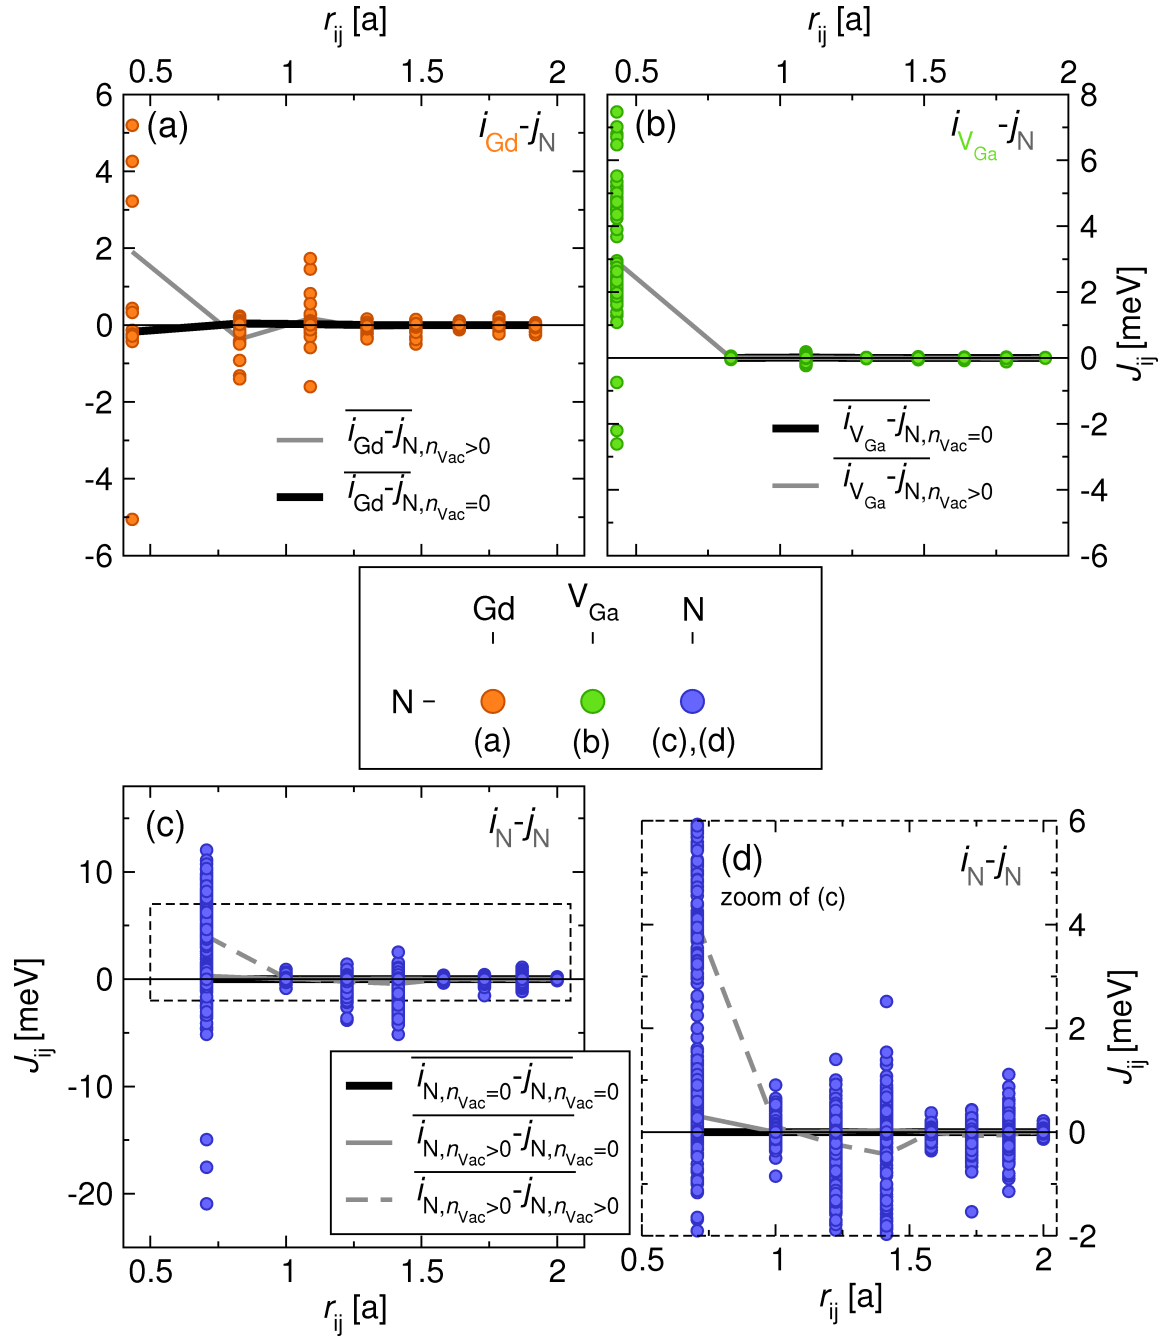 r_ij [a]
r_ij [a]
0.5 1 1.5 2
0.5 1 1.5 2
6
4
2
0
-2
-4
-6
(a)
i_Gd-j_N
i_Gd-j_N,n_Vac>0
i_Gd-j_N,n_Vac=0
(b)
i_V_Ga-j_N
i_V_Ga-j_N,n_Vac=0
i_V_Ga-j_N,n_Vac>0
8
6
4
2
0
-2
-4
-6
J_ij [meV]
Gd V_Ga N
N
(a) (b) (c),(d)
(c)
i_N-j_N
10
0
-10
-20
J_ij [meV]
i_N,n_Vac=0-j_N,n_Vac=0
i_N,n_Vac>0-j_N,n_Vac=0
i_N,n_Vac>0-j_N,n_Vac>0
0.5 1 1.5 2
r_ij [a]
(d)
zoom of (c)
i_N-j_N
6
4
2
0
-2
J_ij [meV]
0.5 1 1.5 2
r_ij [a]